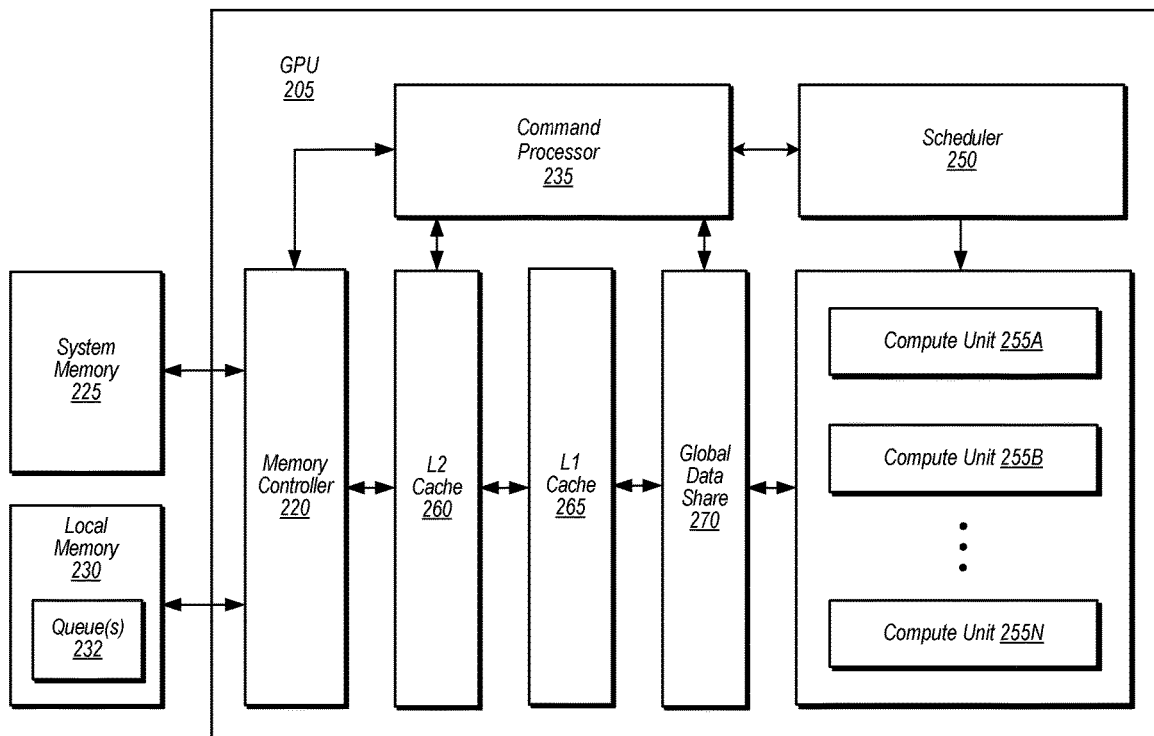 GPU
205
Command
Processor
235
Scheduler
250
System
Memory
225
Local
Memory
230
Queue(s)
232
Memory
Controller
220
L2
Cache
260
L1
Cache
265
Global
Data
Share
270
Compute Unit 255A
Compute Unit 255B
Compute Unit 255N